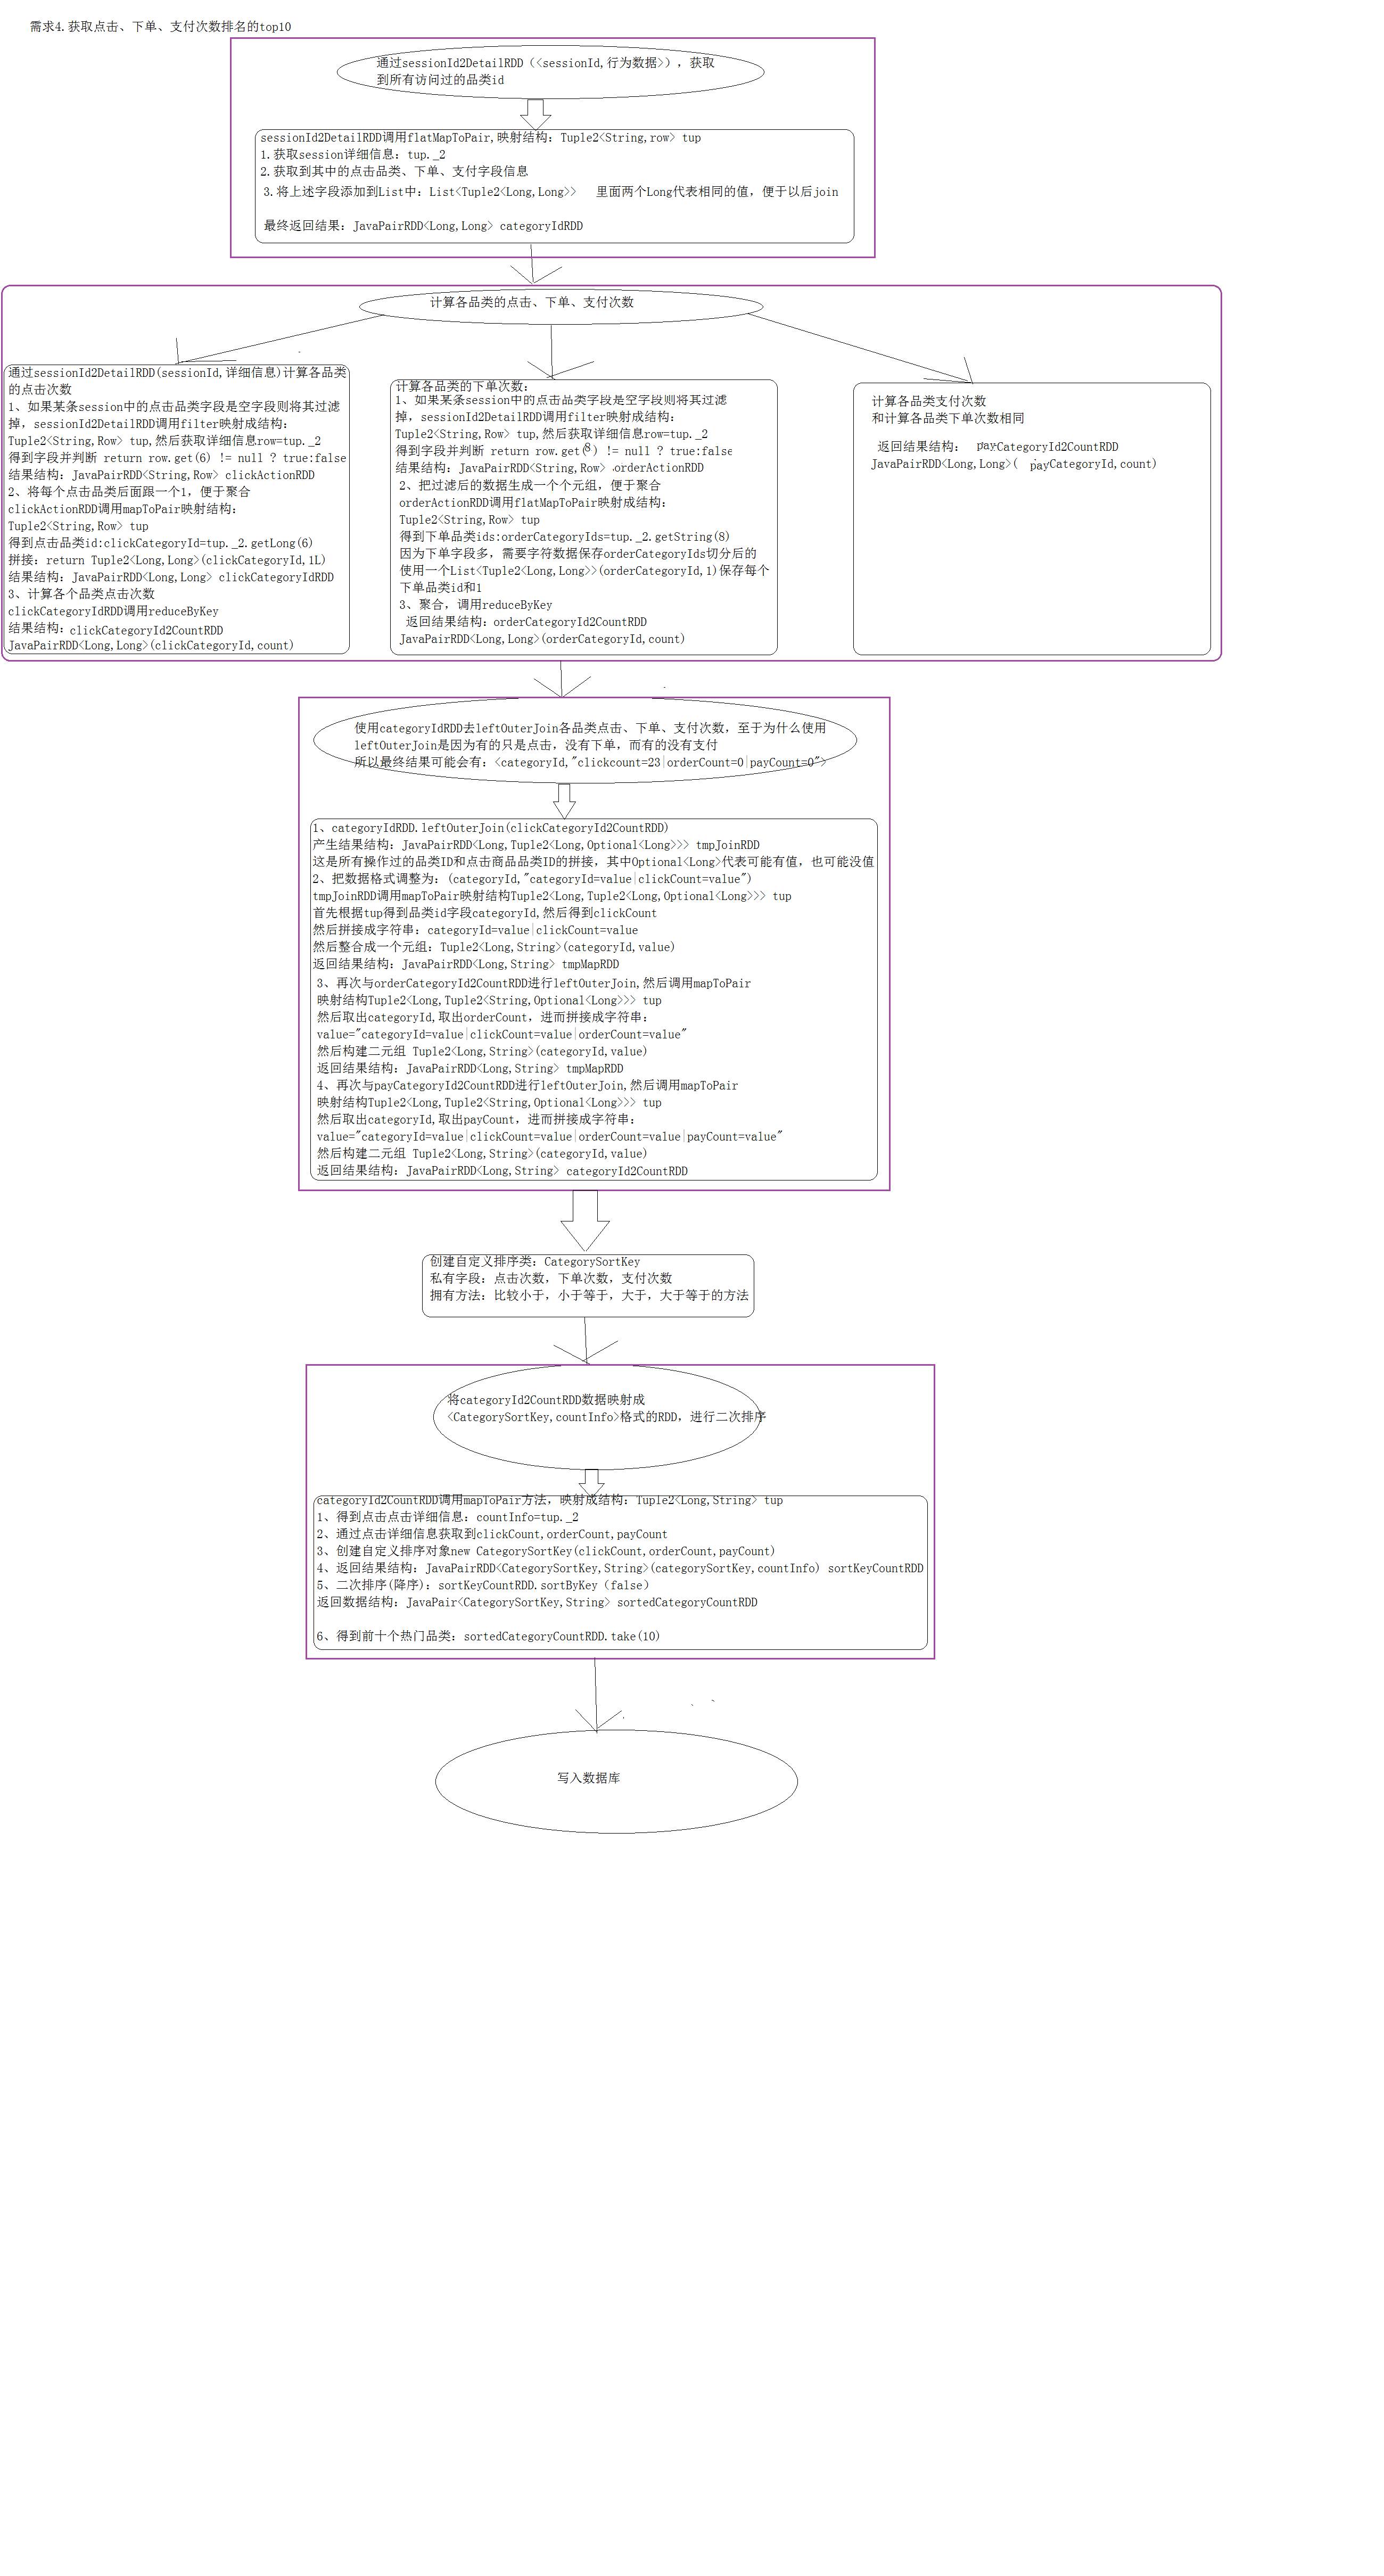 需求4.获取点击、下单、支付次数排名的top10
通过sessionId2DetailRDD（<sessionId,行为数据>），获取
到所有访问过的品类id
sessionId2DetailRDD调用flatMapToPair,映射结构：Tuple2<String,row> tup
1.获取session详细信息：tup._2
2.获取到其中的点击品类、下单、支付字段信息
3.将上述字段添加到List中：List<Tuple2<Long,Long>> 里面两个Long代表相同的值，便于以后join
最终返回结果：JavaPairRDD<Long,Long> categoryIdRDD
计算各品类的点击、下单、支付次数
通过sessionId2DetailRDD(sessionId,详细信息)计算各品类
的点击次数
1、如果某条session中的点击品类字段是空字段则将其过滤
掉，sessionId2DetailRDD调用filter映射成结构：
Tuple2<String,Row> tup,然后获取详细信息row=tup._2
得到字段并判断 return row.get(6) != null ? true:false
结果结构：JavaPairRDD<String,Row> clickActionRDD
2、将每个点击品类后面跟一个1，便于聚合
clickActionRDD调用mapToPair映射结构：
Tuple2<String,Row> tup
得到点击品类id:clickCategoryId=tup._2.getLong(6)
拼接：return Tuple2<Long,Long>(clickCategoryId,1L)
结果结构：JavaPairRDD<Long,Long> clickCategoryIdRDD
3、计算各个品类点击次数
clickCategoryIdRDD调用reduceByKey
结果结构：clickCategoryId2CountRDD
JavaPairRDD<Long,Long>(clickCategoryId,count)
计算各品类的下单次数：
1、如果某条session中的点击品类字段是空字段则将其过滤
掉，sessionId2DetailRDD调用filter映射成结构：
Tuple2<String,Row> tup,然后获取详细信息row=tup._2
得到字段并判断 return row.get(8) != null ? true:false
结果结构：JavaPairRDD<String,Row> orderActionRDD
2、把过滤后的数据生成一个个元组，便于聚合
orderActionRDD调用flatMapToPair映射成结构：
Tuple2<String,Row> tup
得到下单品类ids:orderCategoryIds=tup._2.getString(8)
因为下单字段多，需要字符数据保存orderCategoryIds切分后的
使用一个List<Tuple2<Long,Long>>(orderCategoryId,1)保存每个
下单品类id和1
3、聚合，调用reduceByKey
返回结果结构：orderCategoryId2CountRDD
JavaPairRDD<Long,Long>(orderCategoryId,count)
计算各品类支付次数
和计算各品类下单次数相同
返回结果结构： payCategoryId2CountRDD
JavaPairRDD<Long,Long>( payCategoryId,count)
使用categoryIdRDD去leftOuterJoin各品类点击、下单、支付次数，至于为什么使用
leftOuterJoin是因为有的只是点击，没有下单，而有的没有支付
所以最终结果可能会有：<categoryId,"clickcount=23|orderCount=0|payCount=0">
1、categoryIdRDD.leftOuterJoin(clickCategoryId2CountRDD)
产生结果结构：JavaPairRDD<Long,Tuple2<Long,Optional<Long>>> tmpJoinRDD
这是所有操作过的品类ID和点击商品品类ID的拼接，其中Optional<Long>代表可能有值，也可能没值
2、把数据格式调整为：(categoryId,"categoryId=value|clickCount=value")
tmpJoinRDD调用mapToPair映射结构Tuple2<Long,Tuple2<Long,Optional<Long>>> tup
首先根据tup得到品类id字段categoryId,然后得到clickCount
然后拼接成字符串：categoryId=value|clickCount=value
然后整合成一个元组：Tuple2<Long,String>(categoryId,value)
返回结果结构：JavaPairRDD<Long,String> tmpMapRDD
3、再次与orderCategoryId2CountRDD进行leftOuterJoin,然后调用mapToPair
映射结构Tuple2<Long,Tuple2<String,Optional<Long>>> tup
然后取出categoryId,取出orderCount，进而拼接成字符串：
value="categoryId=value|clickCount=value|orderCount=value"
然后构建二元组 Tuple2<Long,String>(categoryId,value)
返回结果结构：JavaPairRDD<Long,String> tmpMapRDD
4、再次与payCategoryId2CountRDD进行leftOuterJoin,然后调用mapToPair
映射结构Tuple2<Long,Tuple2<String,Optional<Long>>> tup
然后取出categoryId,取出payCount，进而拼接成字符串：
value="categoryId=value|clickCount=value|orderCount=value|payCount=value"
然后构建二元组 Tuple2<Long,String>(categoryId,value)
返回结果结构：JavaPairRDD<Long,String> categoryId2CountRDD
创建自定义排序类：CategorySortKey
私有字段：点击次数，下单次数，支付次数
拥有方法：比较小于，小于等于，大于，大于等于的方法
将categoryId2CountRDD数据映射成
<CategorySortKey,countInfo>格式的RDD，进行二次排序
categoryId2CountRDD调用mapToPair方法，映射成结构：Tuple2<Long,String> tup
1、得到点击点击详细信息：countInfo=tup._2
2、通过点击详细信息获取到clickCount,orderCount,payCount
3、创建自定义排序对象new CategorySortKey(clickCount,orderCount,payCount)
4、返回结果结构：JavaPairRDD<CategorySortKey,String>(categorySortKey,countInfo) sortKeyCountRDD
5、二次排序(降序)：sortKeyCountRDD.sortByKey（false）
返回数据结构：JavaPair<CategorySortKey,String> sortedCategoryCountRDD
6、得到前十个热门品类：sortedCategoryCountRDD.take(10)
写入数据库